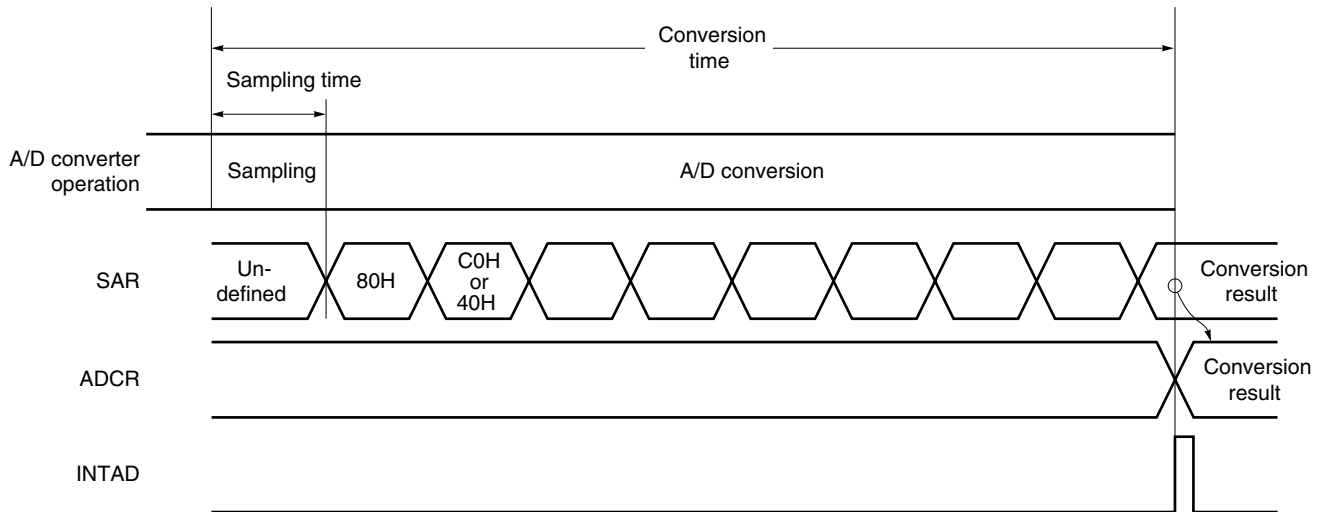 Conversion
time
Sampling time
A/D converter
operation
Sampling
A/D conversion
SAR
Un-
defined
80H
C0H
or
40H
Conversion
result
ADCR
Conversion
result
INTAD